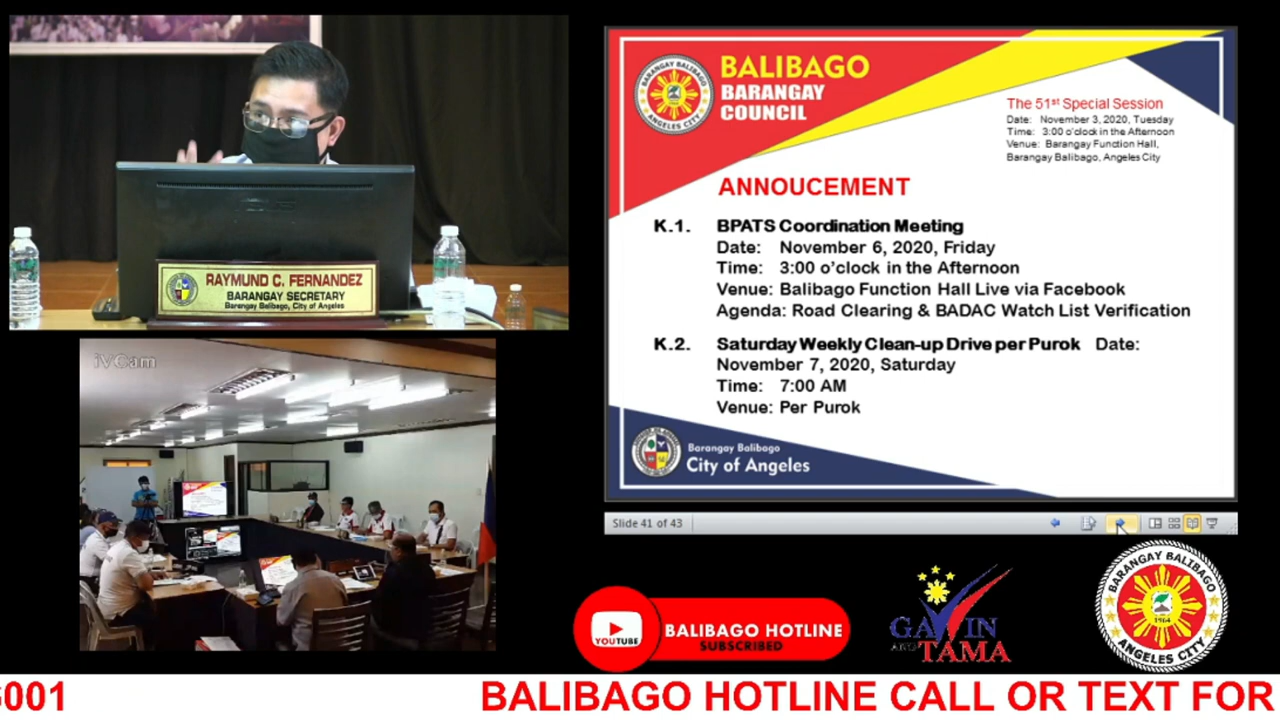 RAYMUND C. FERNANDEZ
BARANGAY SECRETARY
Barangay Balibago, City of Angeles
iVCam
BARANGAY BALIBAGO
ANGELES CITY
BALIBAGO
BARANGAY
COUNCIL
The 51st Special Session
Date: November 3, 2020, Tuesday
Time: 3:00 o'clock in the Afternoon
Venue: Barangay Function Hall,
Barangay Balibago, Angeles City
ANNOUCEMENT
K.1. BPATS Coordination Meeting
Date: November 6, 2020, Friday
Time: 3:00 o'clock in the Afternoon
Venue: Balibago Function Hall Live via Facebook
Agenda: Road Clearing & BADAC Watch List Verification
K.2. Saturday Weekly Clean-up Drive per Purok Date:
November 7, 2020, Saturday
Time: 7:00 AM
Venue: Per Purok
Barangay Balibago
City of Angeles
Slide 41 of 43
YOUTUBE
BALIBAGO HOTLINE
SUBSCRIBED
GAWIN
ANG
TAMA
BARANGAY BALIBAGO
1964
ANGELES CITY
001
BALIBAGO HOTLINE CALL OR TEXT FOR